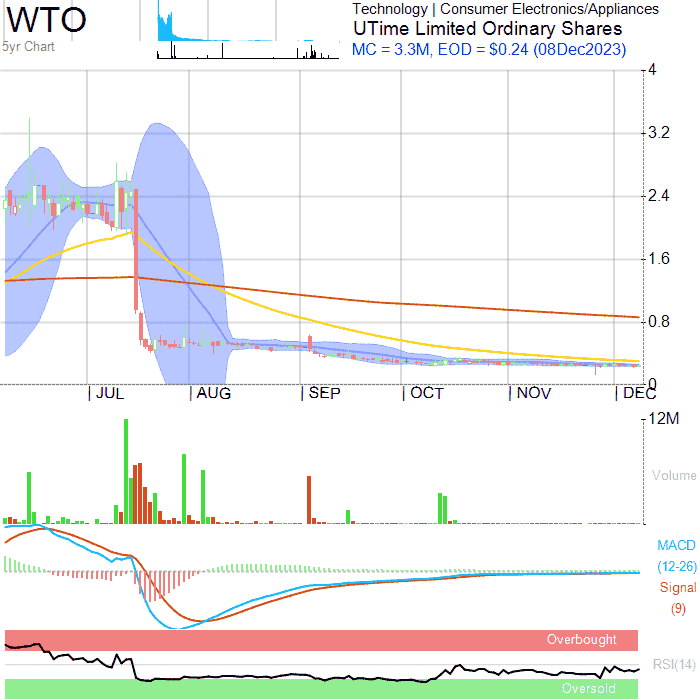 WTO
5yr Chart
Technology | Consumer Electronics/Appliances
UTime Limited Ordinary Shares
MC = 3.3M, EOD = $0.24 (08Dec2023)
4
3.2
2.4
1.6
0.8
0
JUL AUG SEP OCT NOV DEC
12M
Volume
MACD
(12-26)
Signal
(9)
Overbought
RSI(14)
Oversold